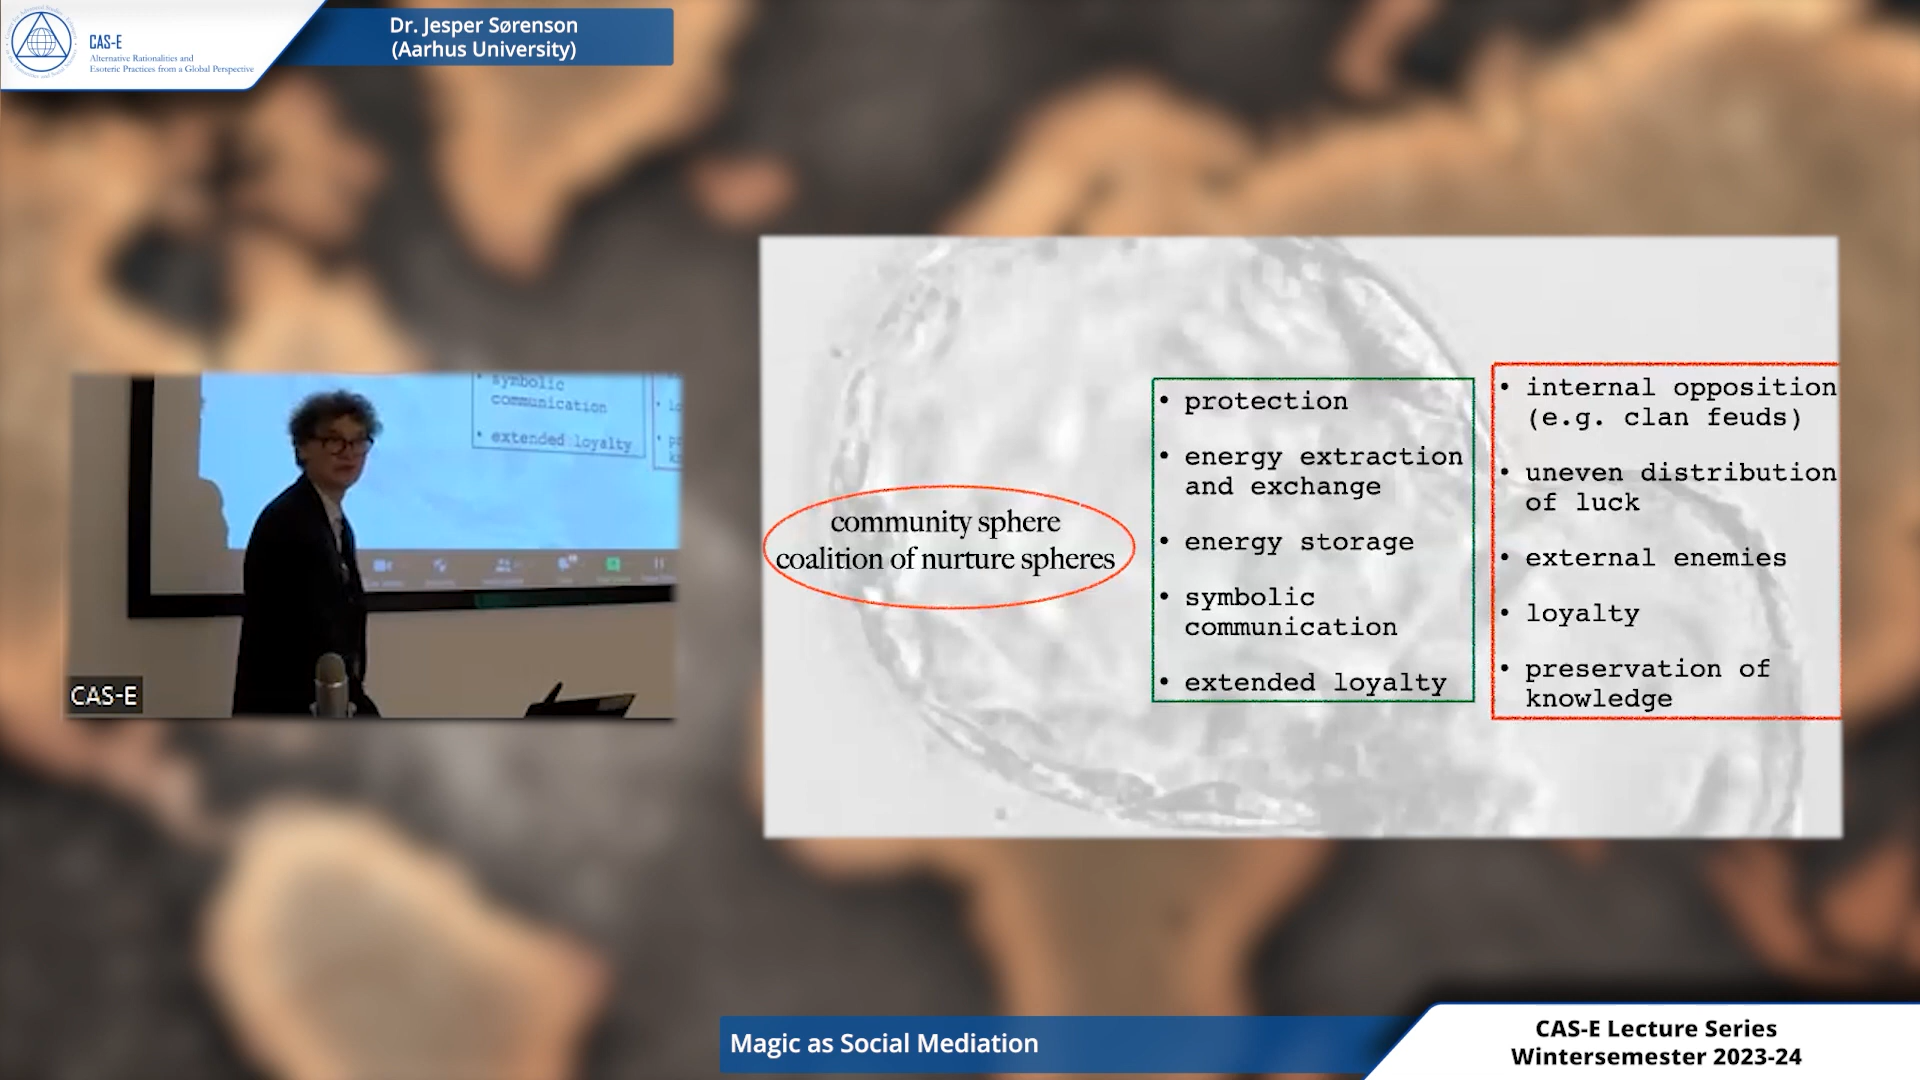 CAS-E
Alternative Rationalities and
Esoteric Practices from a Global Perspective
Dr. Jesper Sørenson
(Aarhus University)
symbolic
communication
• extended loyalty
CAS-E
community sphere
coalition of nurture spheres
• protection
• energy extraction
and exchange
• energy storage
• symbolic
communication
• extended loyalty
• internal opposition
(e.g. clan feuds)
• uneven distribution
of luck
• external enemies
• loyalty
• preservation of
knowledge
Magic as Social Mediation
CAS-E Lecture Series
Wintersemester 2023-24